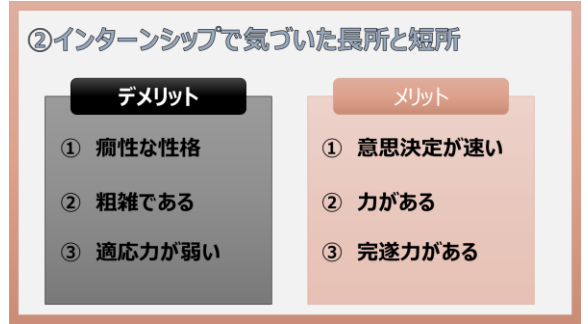 ②インターンシップで気づいた長所と短所
デメリット
① 癇性な性格
② 粗雑である
③ 適応力が弱い
メリット
① 意思決定が速い
② 力がある
③ 完遂力がある